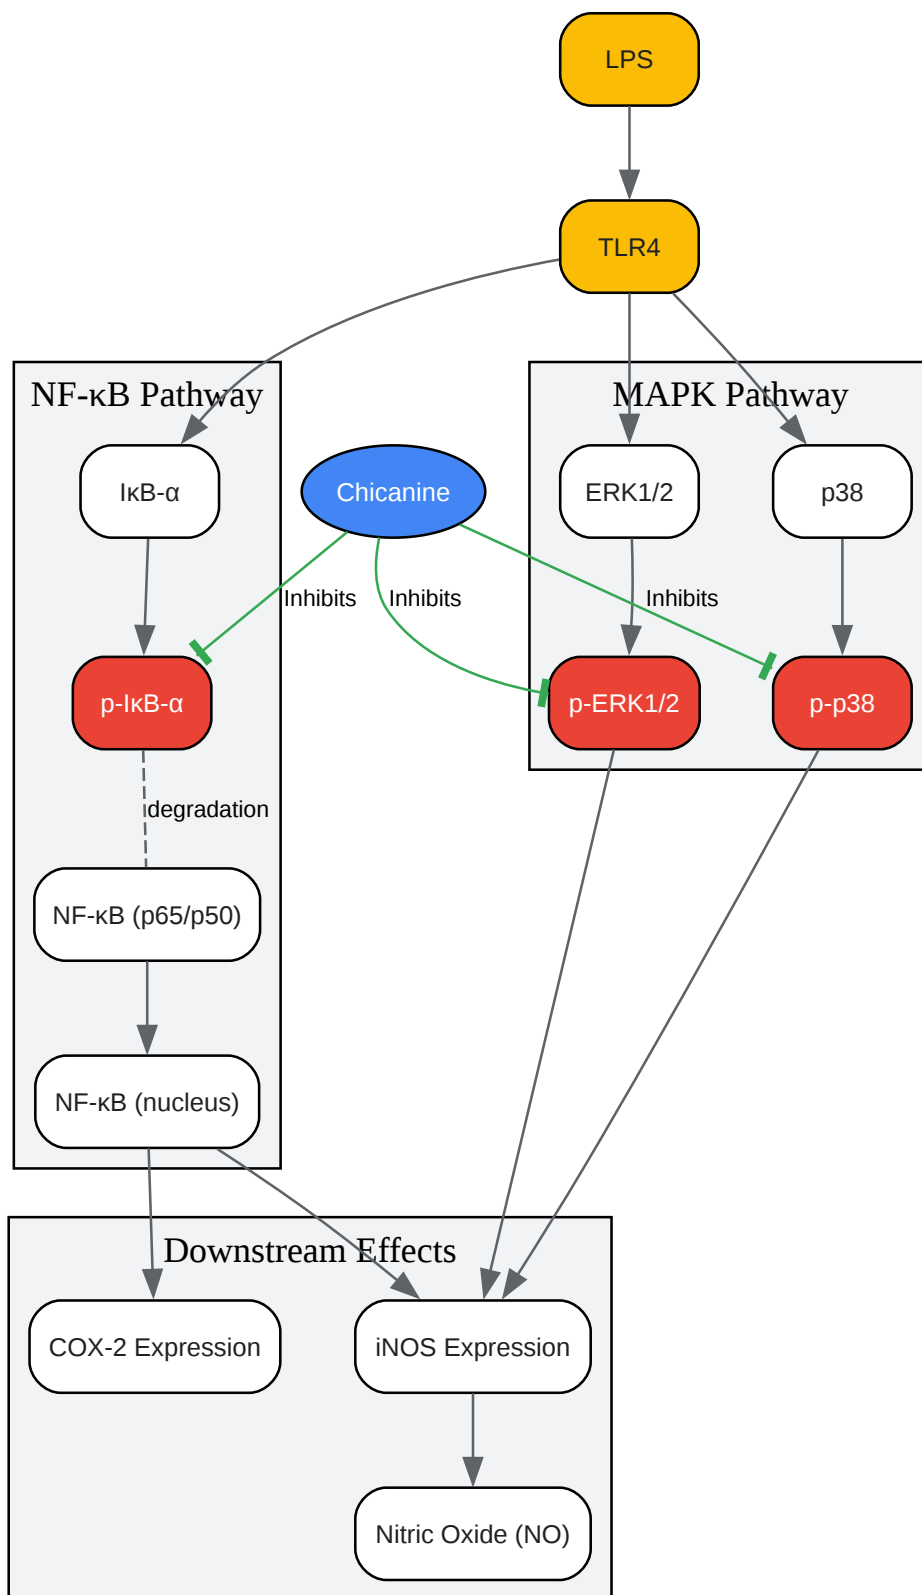 LPS
TLR4
NF-κB Pathway
MAPK Pathway
IκB-α
Chicanine
ERK1/2
p38
Inhibits
Inhibits
Inhibits
p-IκB-α
p-ERK1/2
p-p38
degradation
NF-κB (p65/p50)
NF-κB (nucleus)
Downstream Effects
COX-2 Expression
iNOS Expression
Nitric Oxide (NO)